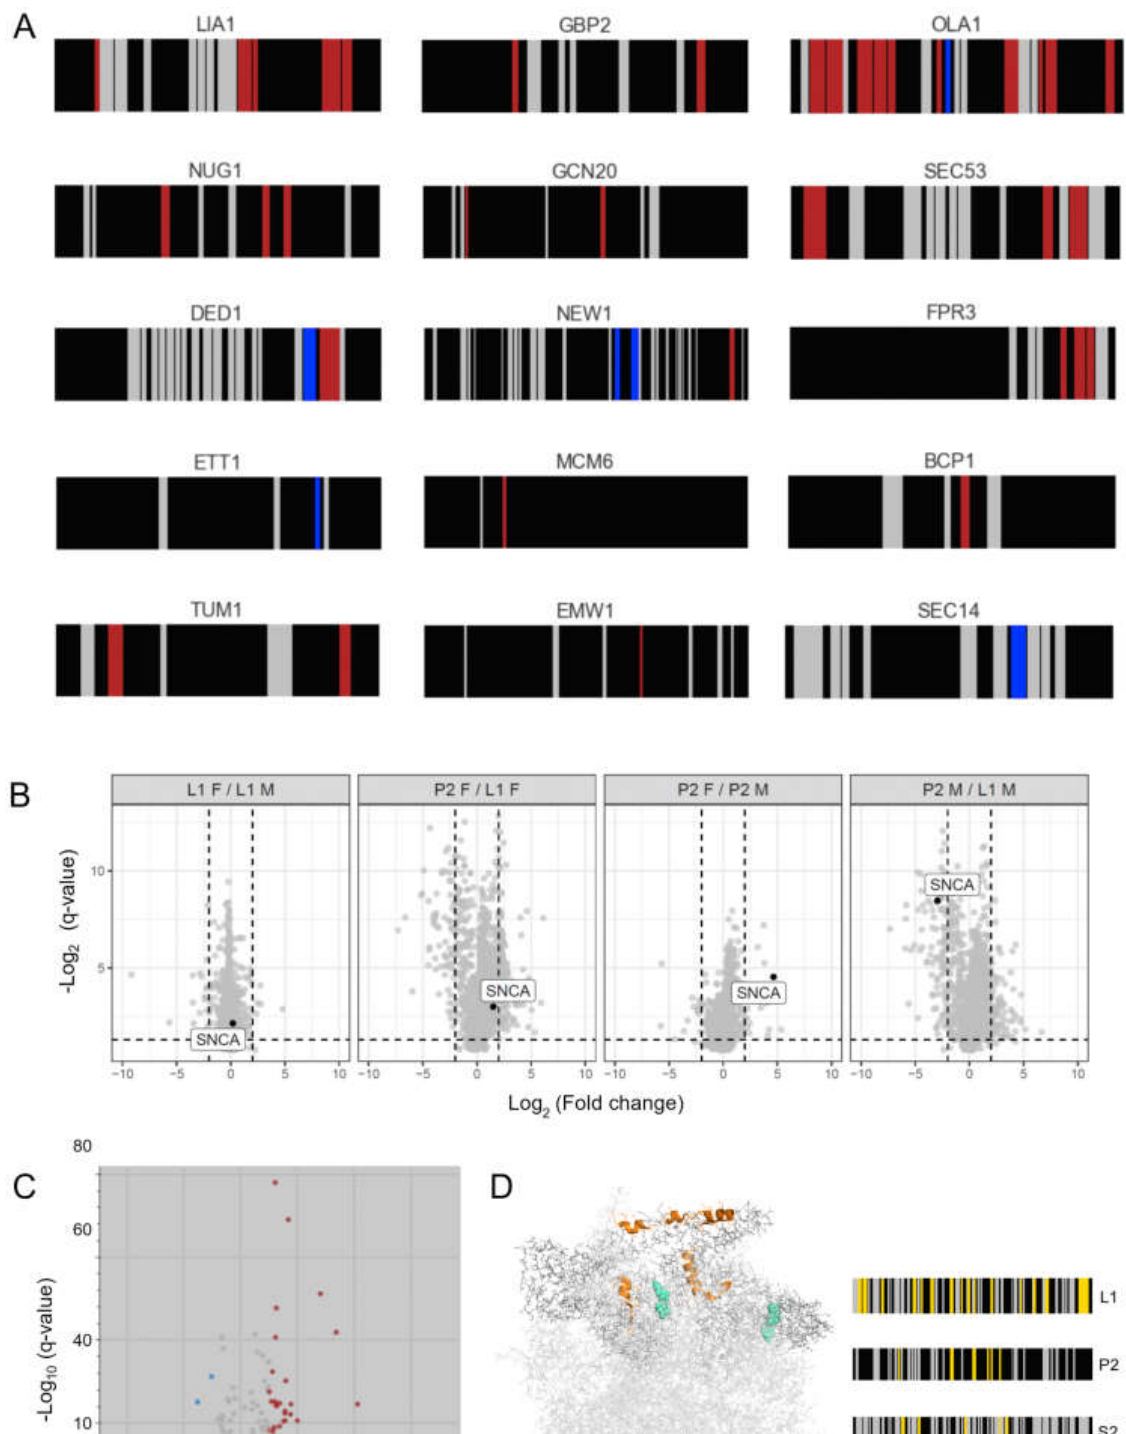 A
LIA1 GBP2 OLA1
NUG1 GCN20 SEC53
DED1 NEW1 FPR3
ETT1 MCM6 BCP1
TUM1 EMW1 SEC14
B
L1 F / L1 M P2 F / L1 F P2 F / P2 M P2 M / L1 M
-Log2 (q-value)
10
5
SNCA
SNCA
SNCA
SNCA
−10 −5 0 5 10 −10 −5 0 5 10 −10 −5 0 5 10 −10 −5 0 5 10
Log2 (Fold change)
C
-Log10 (q-value)
80
60
40
10
D
L1
P2
S2